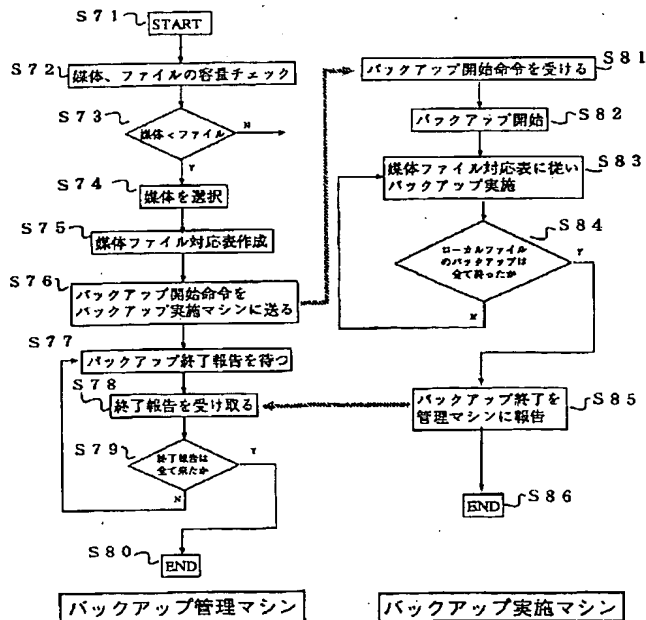 S71
START
S72
媒体、ファイルの容量チェック
S73
媒体<ファイル
N
Y
S74
媒体を選択
S75
媒体ファイル対応表作成
S76
バックアップ開始命令を
バックアップ実施マシンに送る
S77
バックアップ終了報告を待つ
S78
終了報告を受け取る
S79
終了報告は
全て来たか
Y
N
S80
END
バックアップ管理マシン
S81
バックアップ開始命令を受ける
S82
バックアップ開始
S83
媒体ファイル対応表に従い
バックアップ実施
S84
ローカルファイル
のバックアップは
全て終ったか
Y
N
S85
バックアップ終了を
管理マシンに報告
S86
END
バックアップ実施マシン